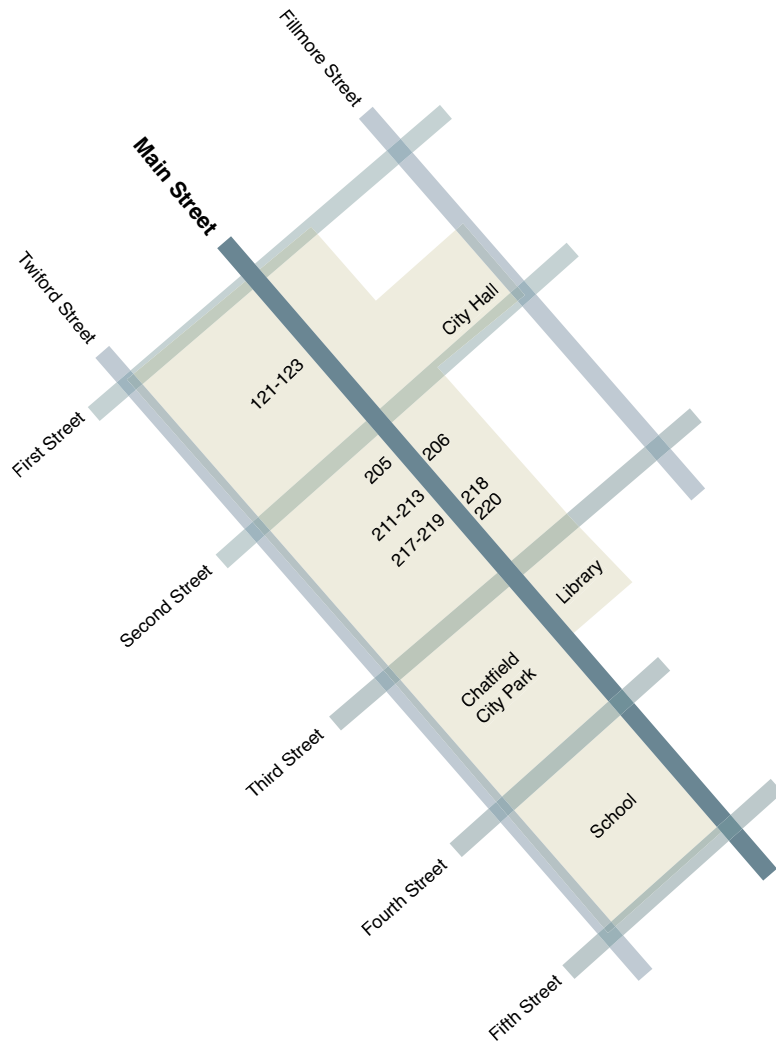 Fillmore Street
Main Street
Twiford Street
First Street
City Hall
121-123
Second Street
205
206
211-213
218
217-219
220
Third Street
Library
Chatfield
City Park
Fourth Street
School
Fifth Street